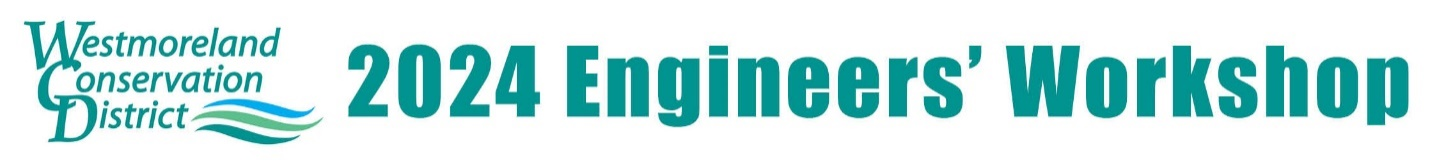 Westmoreland
Conservation
District
2024 Engineers’ Workshop